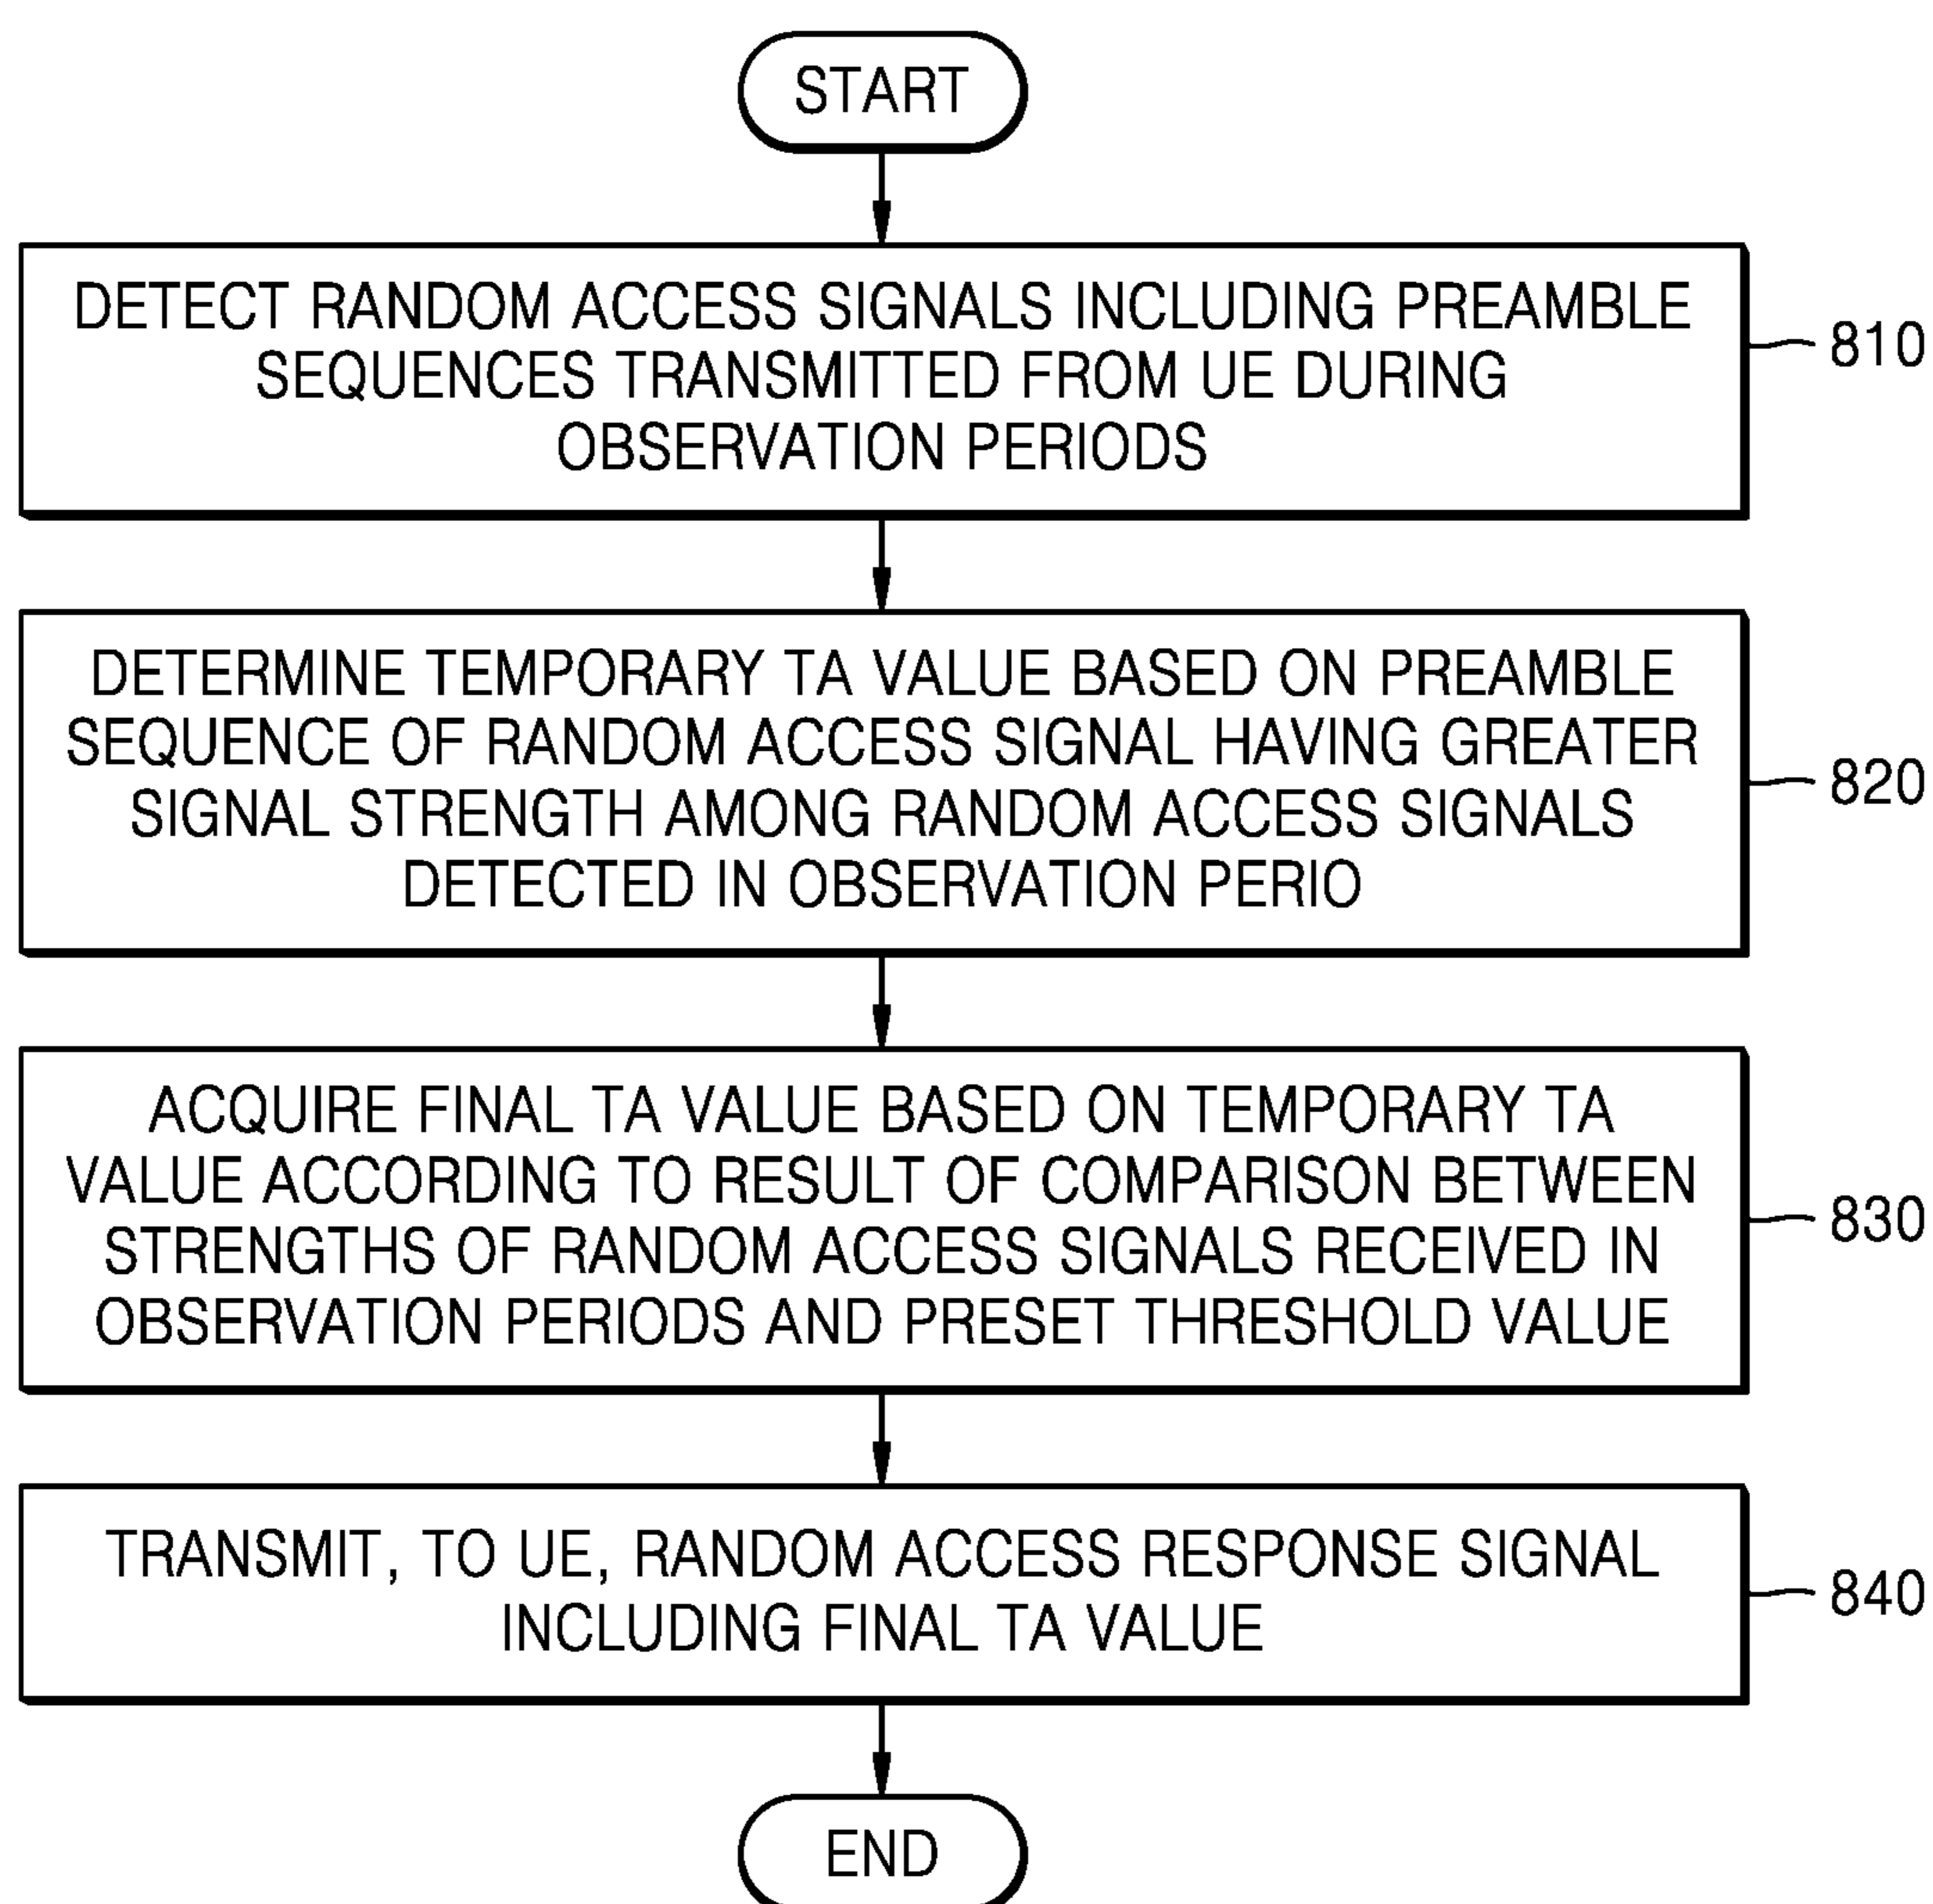 START
DETECT RANDOM ACCESS SIGNALS INCLUDING PREAMBLE
SEQUENCES TRANSMITTED FROM UE DURING
OBSERVATION PERIODS
810
DETERMINE TEMPORARY TA VALUE BASED ON PREAMBLE
SEQUENCE OF RANDOM ACCESS SIGNAL HAVING GREATER
SIGNAL STRENGTH AMONG RANDOM ACCESS SIGNALS
DETECTED IN OBSERVATION PERIO
820
ACQUIRE FINAL TA VALUE BASED ON TEMPORARY TA
VALUE ACCORDING TO RESULT OF COMPARISON BETWEEN
STRENGTHS OF RANDOM ACCESS SIGNALS RECEIVED IN
OBSERVATION PERIODS AND PRESET THRESHOLD VALUE
830
TRANSMIT, TO UE, RANDOM ACCESS RESPONSE SIGNAL
INCLUDING FINAL TA VALUE
840
END